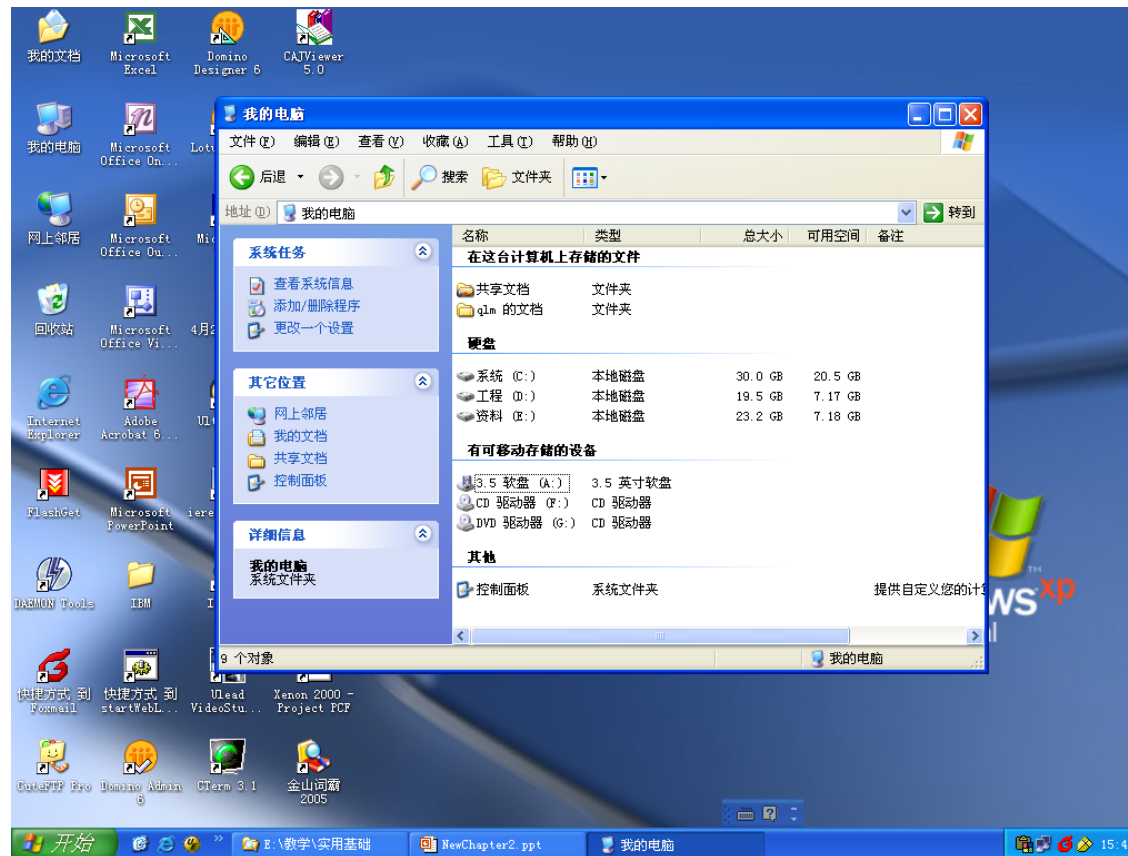 我的文档
Microsoft
Excel
Domino
Designer 6
CAJViewer
5.0
我的电脑
Microsoft
Office On...
网上邻居
Microsoft
Office Ou...
回收站
Microsoft
Office Vi...
4月
Internet
Explorer
Adobe
Acrobat 6...
FlashGet
Microsoft
PowerPoint
iere
DAEMON Tools
IBM
快捷方式 到
Foxmail
快捷方式 到
startWebL...
Ulead
VideoStu...
Xenon 2000 -
Project PCF
CuteFTP Pro
Domino Admin
6
CTerm 3.1
金山词霸
2005
我的电脑
文件(F) 编辑(E) 查看(V) 收藏(A) 工具(T) 帮助(H)
后退 搜索 文件夹
地址(D) 我的电脑 转到
系统任务
查看系统信息
添加/删除程序
更改一个设置
其它位置
网上邻居
我的文档
共享文档
控制面板
详细信息
我的电脑
系统文件夹
名称 类型 总大小 可用空间 备注
在这台计算机上存储的文件
共享文档 文件夹
qlm 的文档 文件夹
硬盘
系统 (C:) 本地磁盘 30.0 GB 20.5 GB
工程 (D:) 本地磁盘 19.5 GB 7.17 GB
资料 (E:) 本地磁盘 23.2 GB 7.18 GB
有可移动存储的设备
3.5 软盘 (A:) 3.5 英寸软盘
CD 驱动器 (F:) CD 驱动器
DVD 驱动器 (G:) CD 驱动器
其他
控制面板 系统文件夹 提供自定义您的计
9 个对象 我的电脑
TM
ws xp
开始 E:\教学\实用基础 NewChapter2.ppt 我的电脑 15:4